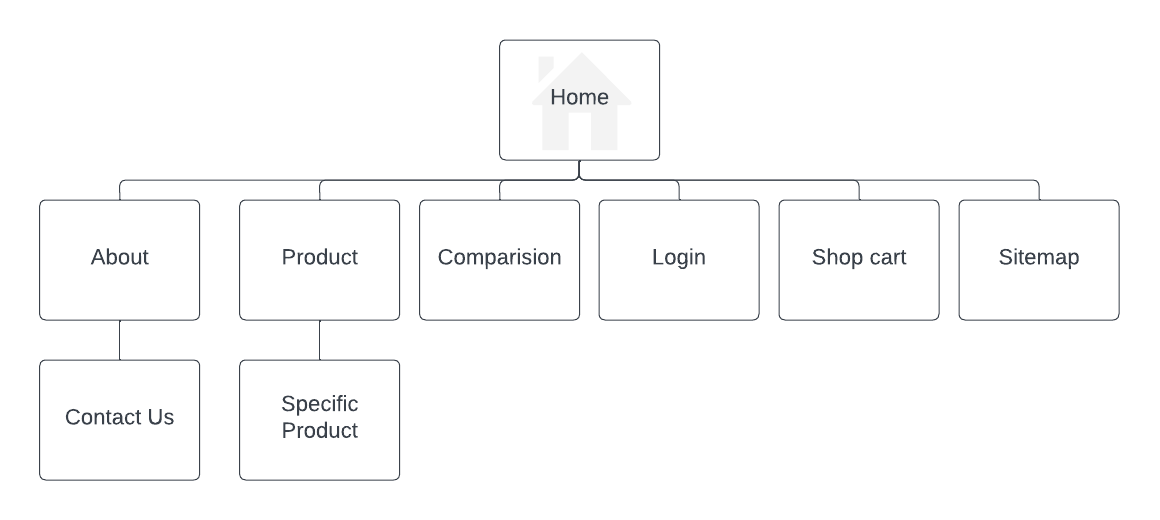 Home
About
Product
Comparision
Login
Shop cart
Sitemap
Contact Us
Specific
Product